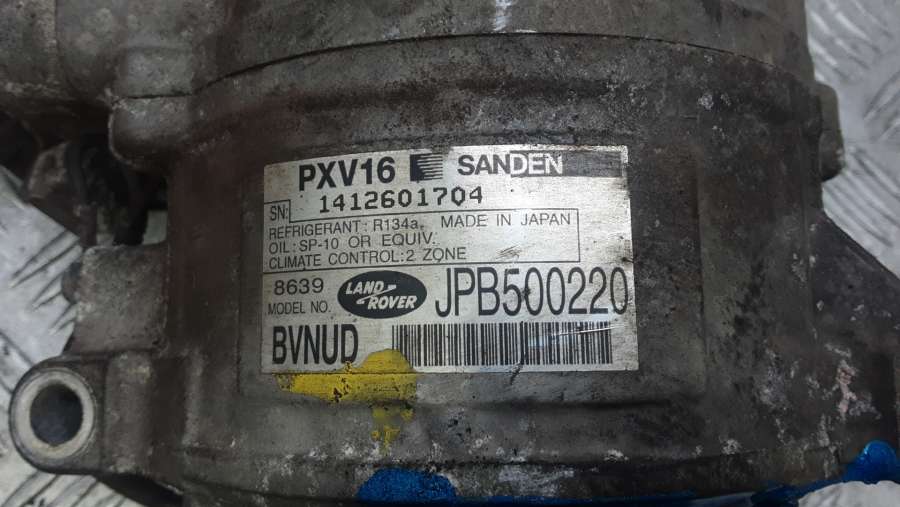 PXV16 SANDEN
SN: 1412601704
REFRIGERANT: R134a, MADE IN JAPAN
OIL: SP-10 OR EQUIV.
CLIMATE CONTROL: 2 ZONE
8639 LAND ROVER JPB500220
MODEL NO.
BVNUD